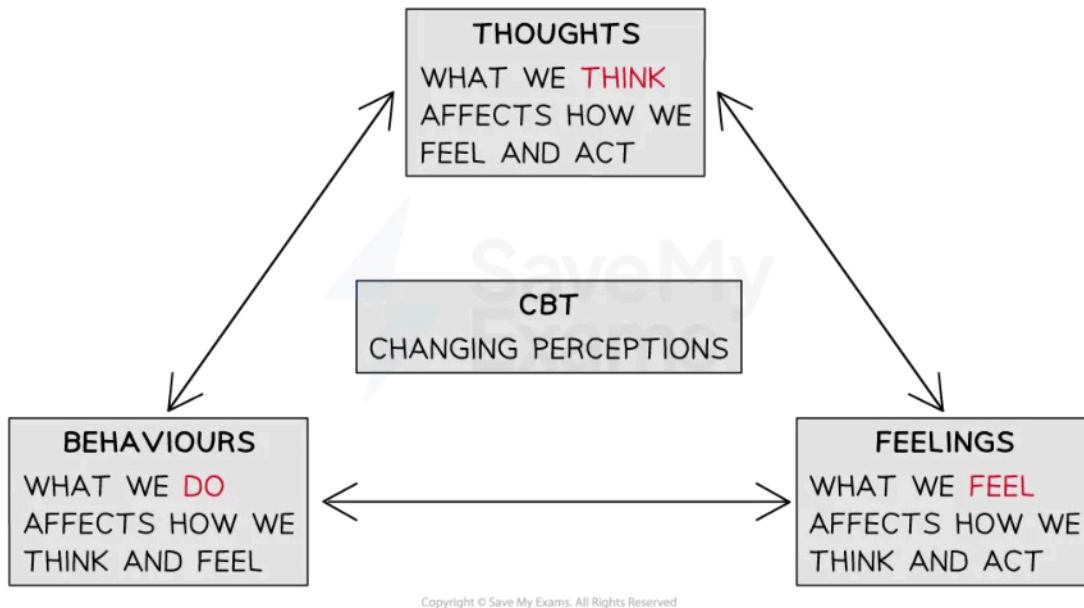 THOUGHTS
WHAT WE THINK
AFFECTS HOW WE
FEEL AND ACT
SaveMy
Exams
CBT
CHANGING PERCEPTIONS
BEHAVIOURS
WHAT WE DO
AFFECTS HOW WE
THINK AND FEEL
FEELINGS
WHAT WE FEEL
AFFECTS HOW WE
THINK AND ACT
Copyright © Save My Exams. All Rights Reserved